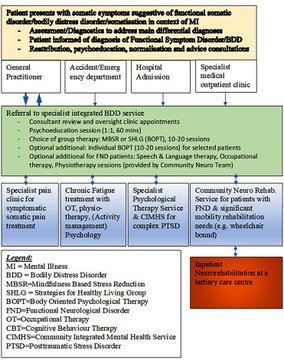 Patient presents with somatic symptoms suggestive of functional somatic
disorder/bodily distress disorder/somatisation in context of MI
- Assessment/Diagnostics to address main differential diagnoses
- Patient informed of diagnosis of Functional Symptom Disorder/BDD
- Reattribution, psychoeducation, normalisation and advice consultations
General
Practitioner
Accident/Emerg
ency department
Hospital
Admission
Specialist
medical
outpatient clinic
Referral to specialist integrated BDD service
- Consultant review and oversight clinic appointments
- Psychoeducation session (1:1, 60 mins)
- Choice of group therapy: MBSR or SHLG (BOPT), 10-20 sessions
- Optional additional: individual BOPT (10-20 sessions) for selected
patients
- Optional additional for FND patients: Speech & Language therapy, Occupational
therapy, Physiotherapy sessions (provided by Community Neuro Team)
Specialist pain
clinic for
symptomatic
somatic pain
treatment
Chronic Fatigue
treatment with
OT, physio-
therapy, (Activity
management)
Psychology
Specialist
Psychological
Therapy Service
& CIMHS for
complex PTSD
Community Neuro Rehab.
Service for patients with
FND & significant
mobility rehabilitation
needs (e.g. wheelchair
bound)
Inpatient
Neurorehabilitation at a
tertiary care centre
Legend:
MI = Mental Illness
BDD = Bodily Distress Disorder
MBSR=Mindfulness Based Stress Reduction
SHLG = Strategies for Healthy Living Group
BOPT=Body Oriented Psychological Therapy
FND=Functional Neurological Disorder
OT=Occupational Therapy
CBT=Cognitive Behaviour Therapy
CIMHS=Community Integrated Mental Health Service
PTSD=Posttraumatic Stress Disorder